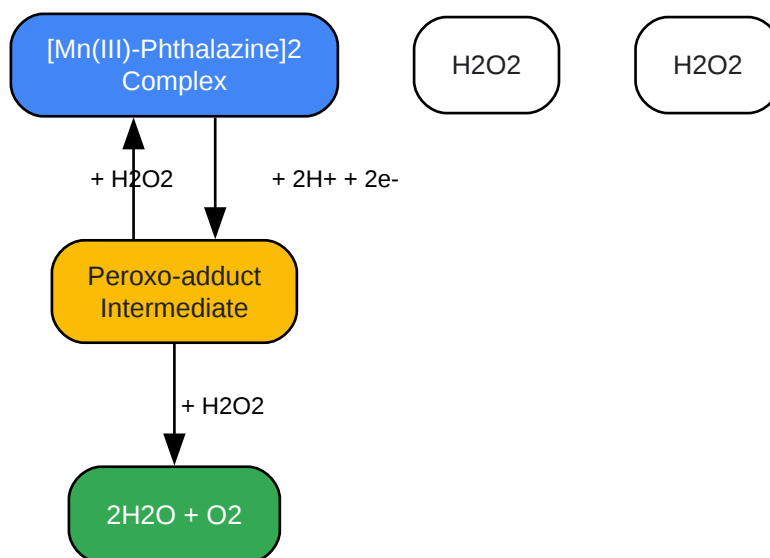 [Mn(III)-Phthalazine]2
Complex
H2O2
H2O2
+ H2O2
+ 2H+ + 2e-
Peroxo-adduct
Intermediate
+ H2O2
2H2O + O2